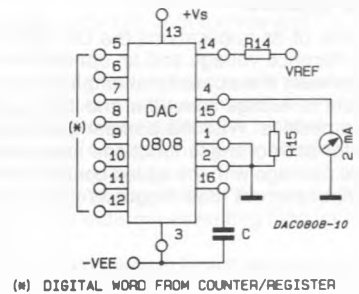 +Vs
13
5
14
R14
VREF
6
4
7
DAC
15
(*)
8
0808
1
R15
9
2
10
16
11
12
2 mA
3
C
DAC0808-10
-VEE
(*) DIGITAL WORD FROM COUNTER/REGISTER